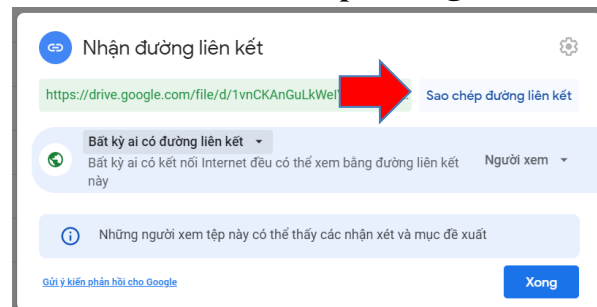 Nhận đường liên kết
https://drive.google.com/file/d/1vnCKAnGuLkWel Sao chép đường liên kết
Bất kỳ ai có đường liên kết
Bất kỳ ai có kết nối Internet đều có thể xem bằng đường liên kết Người xem
này
Những người xem tệp này có thể thấy các nhận xét và mục đề xuất
Gửi ý kiến phản hồi cho Google Xong